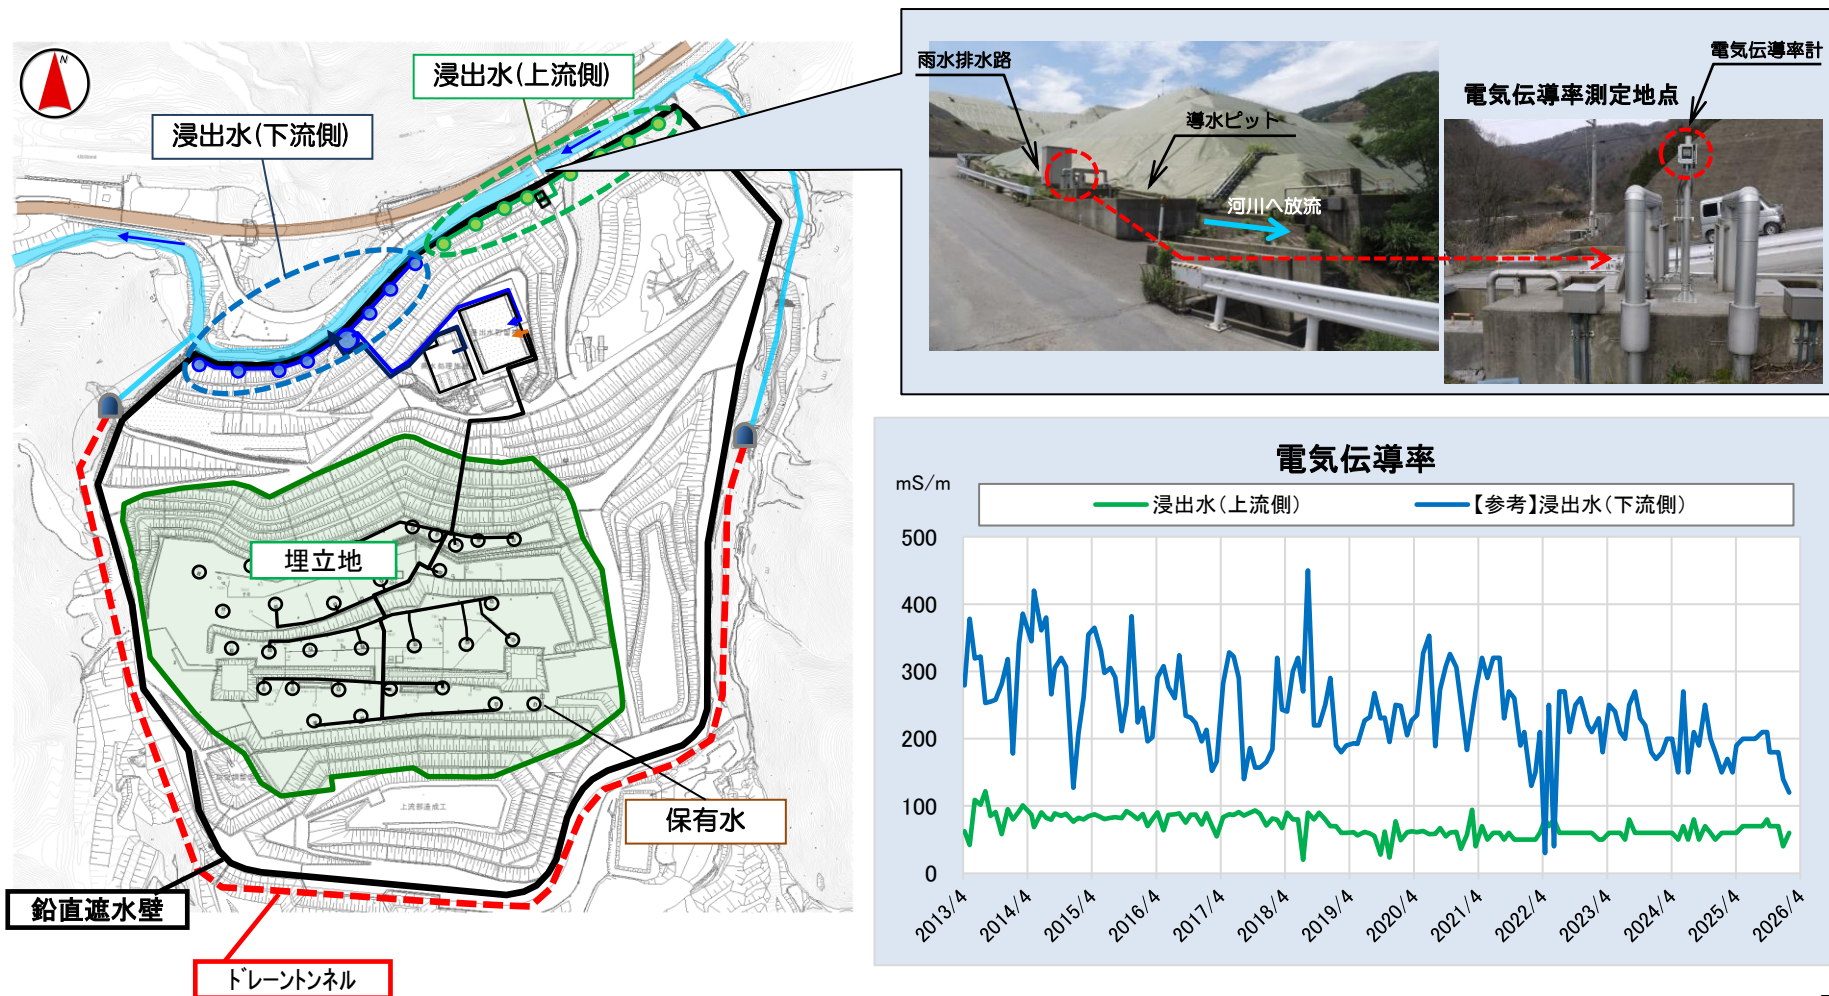 N
浸出水(上流側)
浸出水(下流側)
埋立地
保有水
鉛直遮水壁
ドレーントンネル
上流部造成工
雨水排水路
導水ピット
河川へ放流
電気伝導率計
電気伝導率測定地点
電気伝導率
mS/m
浸出水(上流側)
【参考】浸出水(下流側)
500
400
300
200
100
0
2013/4
2014/4
2015/4
2016/4
2017/4
2018/4
2019/4
2020/4
2021/4
2022/4
2023/4
2024/4
2025/4
2026/4